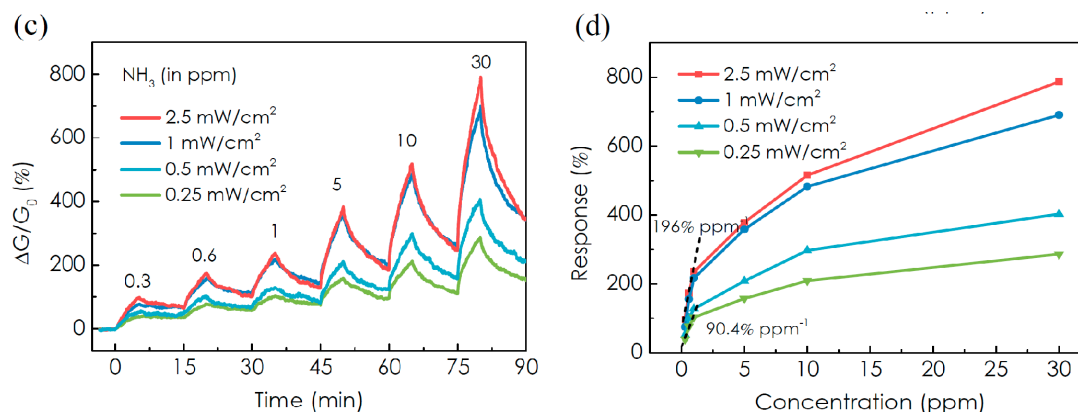 (c)
800
600
400
200
0
ΔG/G₀ (%)
NH₃ (in ppm)
2.5 mW/cm²
1 mW/cm²
0.5 mW/cm²
0.25 mW/cm²
0.3
0.6
1
5
10
30
0 15 30 45 60 75 90
Time (min)
(d)
800
600
400
200
0
Response (%)
2.5 mW/cm²
1 mW/cm²
0.5 mW/cm²
0.25 mW/cm²
196% ppm⁻
90.4% ppm⁻¹
0 5 10 15 20 25 30
Concentration (ppm)